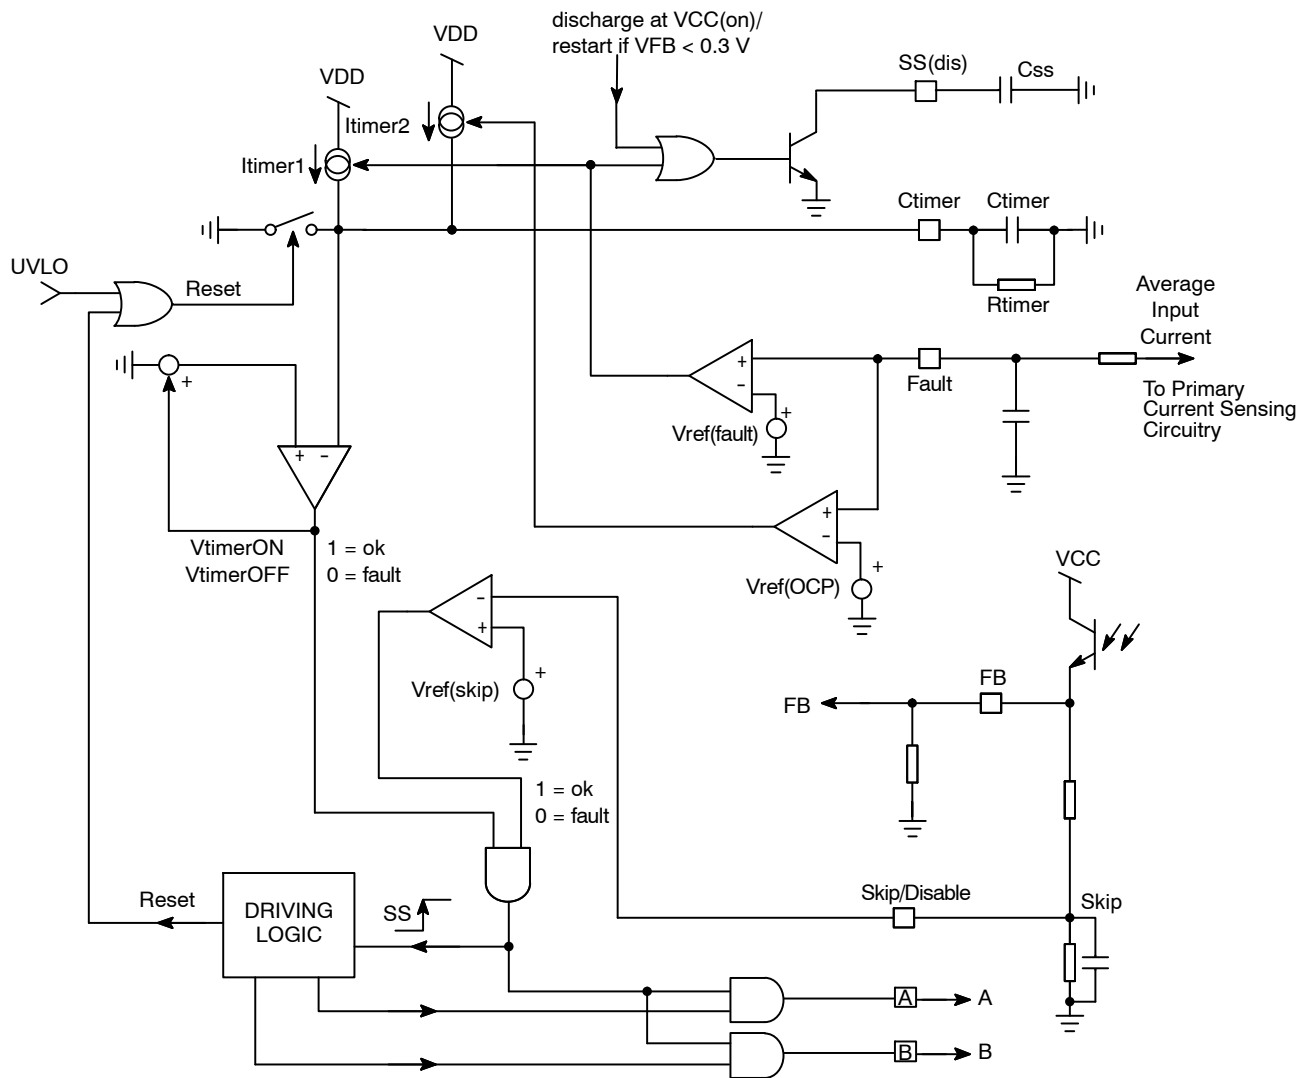 discharge at VCC(on)/
restart if VFB < 0.3 V
VDD
VDD
SS(dis)
Css
Itimer2
Itimer1
Ctimer
Ctimer
UVLO
Reset
Rtimer
Average
Input
Current
+
+
-
+
Fault
To Primary
Current Sensing
Circuitry
Vref(fault)
+ -
+
-
VtimerON
VtimerOFF
1 = ok
0 = fault
+
Vref(OCP)
VCC
-
+
+
Vref(skip)
FB
FB
1 = ok
0 = fault
Skip/Disable
Skip
Reset
DRIVING
LOGIC
SS
A
A
B
B